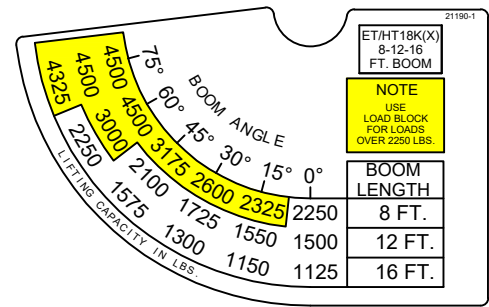 21190-1
ET/HT18K(X)
8-12-16
FT. BOOM
NOTE
USE
LOAD BLOCK
FOR LOADS
OVER 2250 LBS.
BOOM ANGLE
75° 60° 45° 30° 15° 0°
BOOM
LENGTH
4500 4500 3175 2600 2325 2250 8 FT.
4500 3000 2100 1725 1550 1500 12 FT.
4325 2250 1575 1300 1150 1125 16 FT.
LIFTING CAPACITY IN LBS.